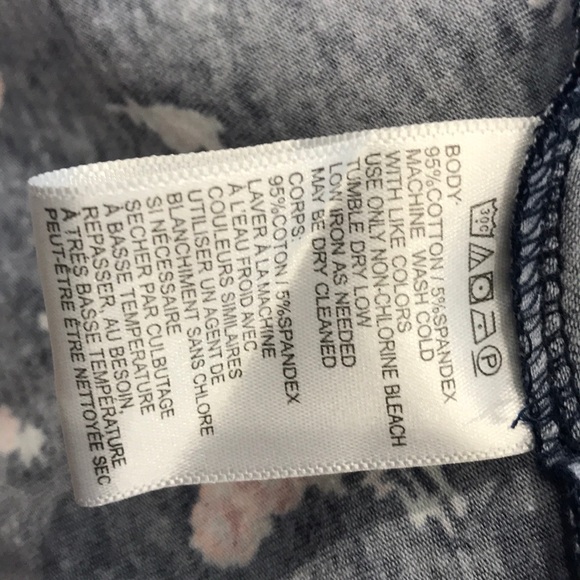 30C
P
BODY:
95%COTTON / 5%SPANDEX
MACHINE WASH COLD
WITH LIKE COLORS
USE ONLY NON-CHLORINE BLEACH
TUMBLE DRY LOW
LON IRON AS NEEDED
MAY BE DRY CLEANED
CORPS:
95%COTON 5%SPANDEX
LAVER À LA MACHINE
À L'EAU FROID AVEC
COULEURS SIMILAIRES
UTILISER UN AGENT DE
BLANCHIMENT SANS CHLORE
SI NÉCESSAIRE
SECHER PAR CULBUTAGE
À BASSE TEMPÉRATURE
REPASSER, AU BESOIN,
À TRÈS BASSE TEMPÉRATURE
PEUT-ÊTRE ÊTRE NETTOYÉE SEC